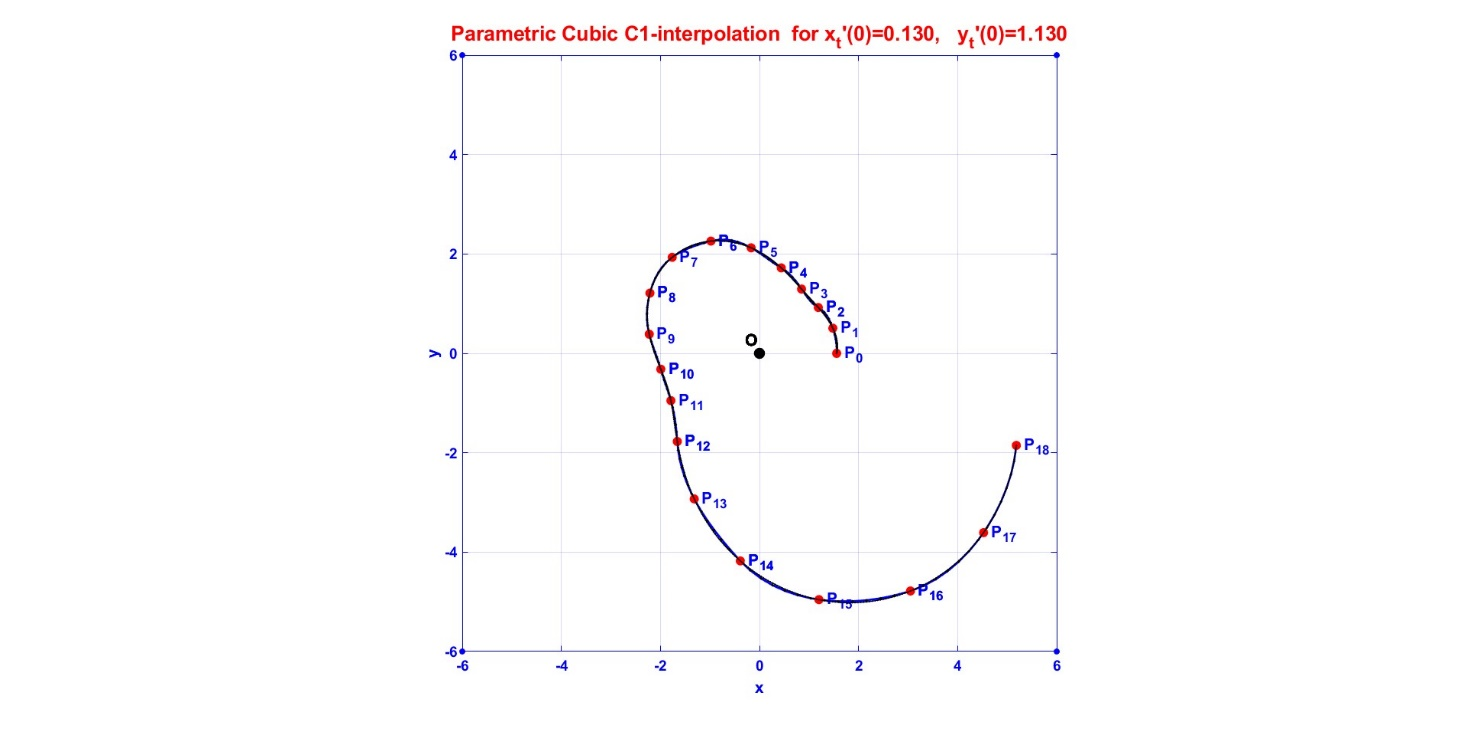 Parametric Cubic C1-interpolation for xt'(0)=0.130, yt'(0)=1.130
6
4
2
0
-2
-4
-6
y
-6
-4
-2
0
2
4
6
x
P6
P5
P7
P4
P3
P8
P2
P1
P9
O
P0
P10
P11
P12
P18
P13
P17
P14
P16
P15